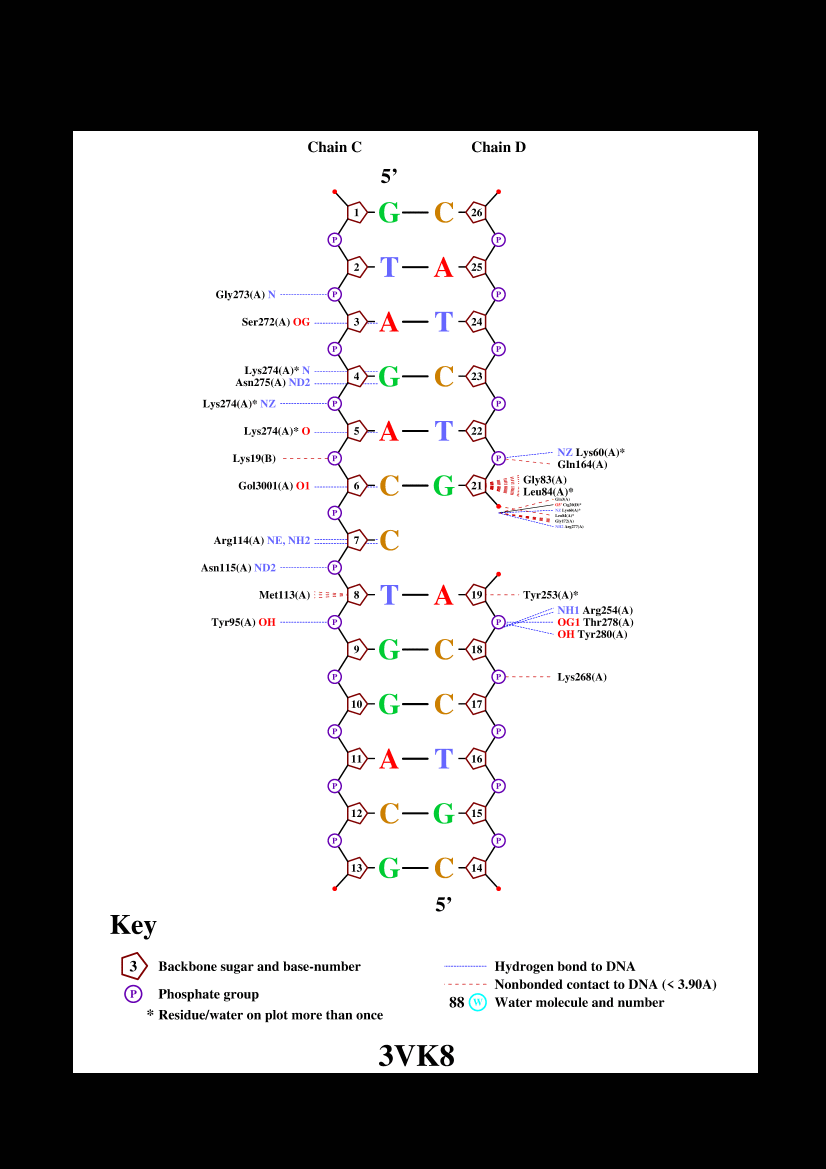 Chain C Chain D
5’
1 G C 26
P P
2 T A 25
Gly273(A) N P P
Ser272(A) OG 3 A T 24
P P
Lys274(A)* N
4 G C 23
Asn275(A) ND2
Lys274(A)* NZ P P
Lys274(A)* O 5 A T 22
NZ Lys60(A)*
Lys19(B) P P
Gln164(A)
Gly83(A)
Gol3001(A) O1 6 C G 21
Leu84(A)*
P
Arg114(A) NE, NH2 7 C
Asn115(A) ND2 P
Met113(A) 8 T A 19 Tyr253(A)*
NH1 Arg254(A)
Tyr95(A) OH P P OG1 Thr278(A)
OH Tyr280(A)
9 G C 18
P P Lys268(A)
10 G C 17
P P
11 A T 16
P P
12 C G 15
P P
13 G C 14
5’
Key
3 Backbone sugar and base-number
P Phosphate group
* Residue/water on plot more than once
Hydrogen bond to DNA
Nonbonded contact to DNA (< 3.90A)
88 W Water molecule and number
3VK8